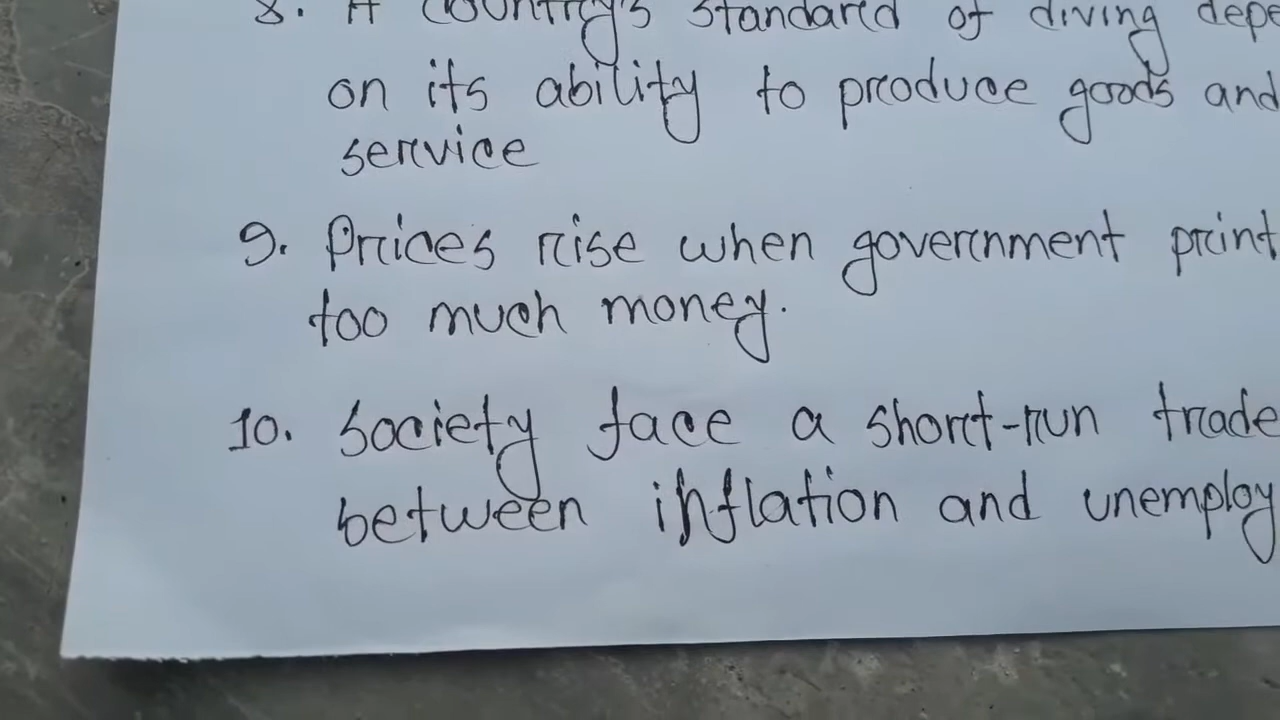 8. A country's standard of diving depe
on its ability to produce goods and
service
9. Prices rise when government print
too much money.
10. Society face a short-run trade
between inflation and unemploy